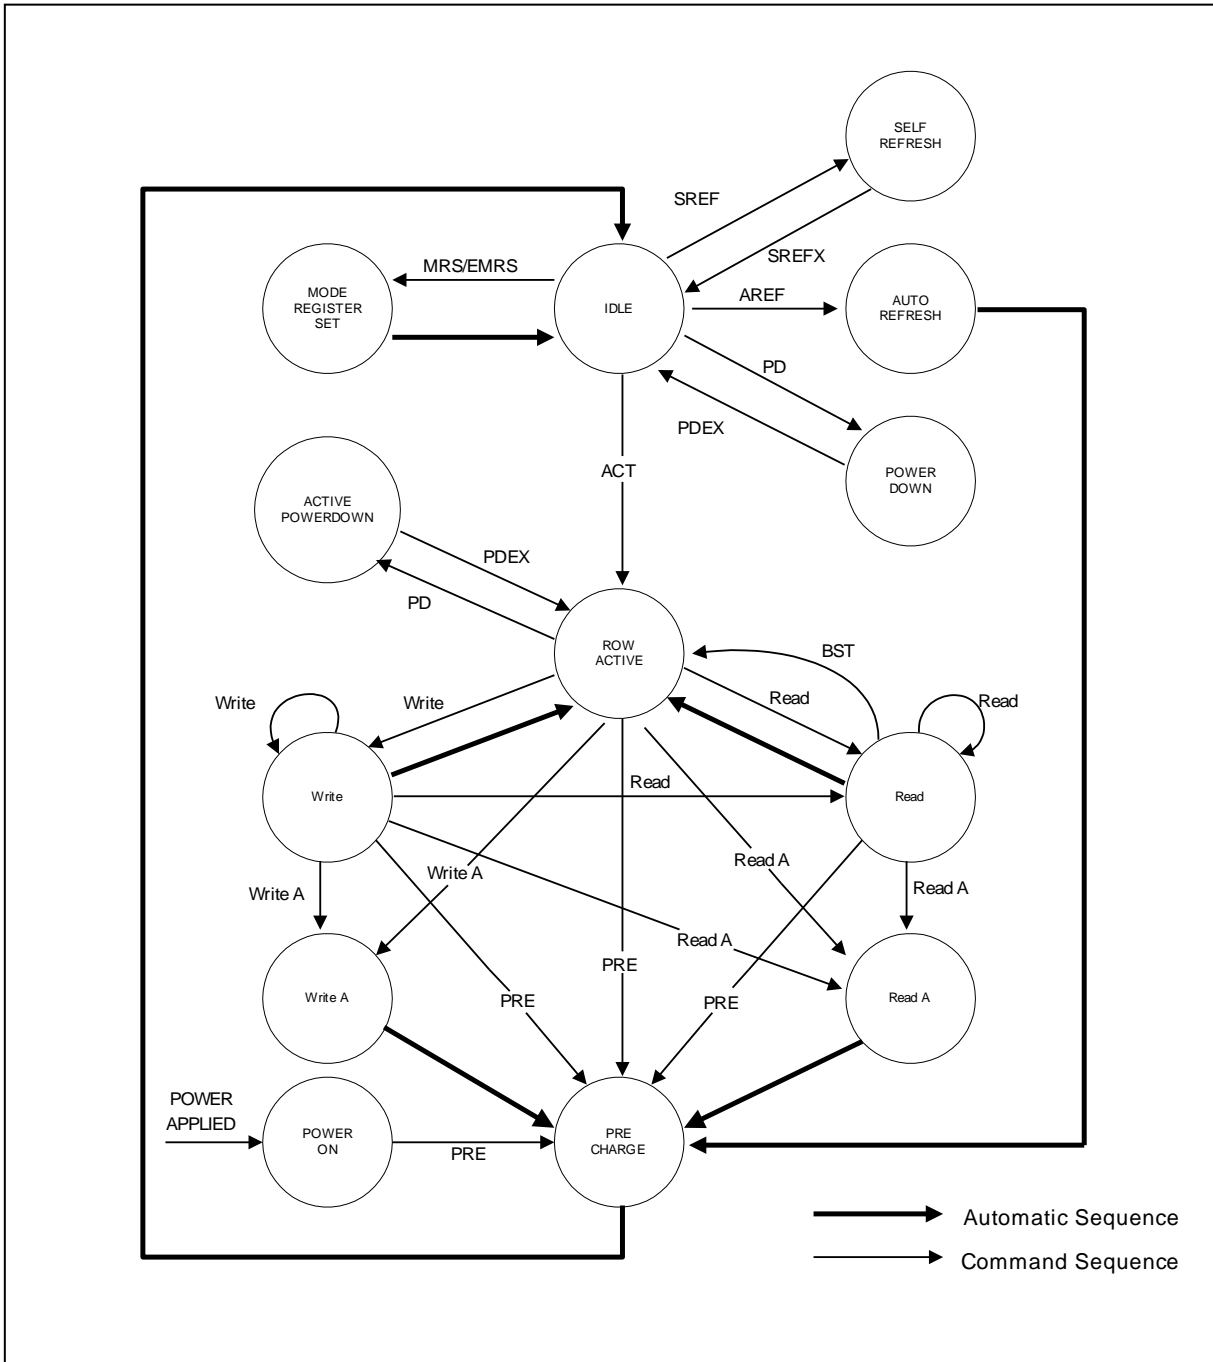 SELF
REFRESH
SREF
SREFX
MRS/EMRS
MODE
REGISTER
SET
IDLE
AREF
AUTO
REFRESH
PD
PDEX
POWER
DOWN
ACT
ACTIVE
POWERDOWN
PDEX
PD
ROW
ACTIVE
BST
Write
Write
Read
Read
Write
Read
Read
Write A
Write A
Read A
Read A
Read A
PRE
PRE
PRE
Write A
Read A
POWER
APPLIED
POWER
ON
PRE
PRE
CHARGE
Automatic Sequence
Command Sequence